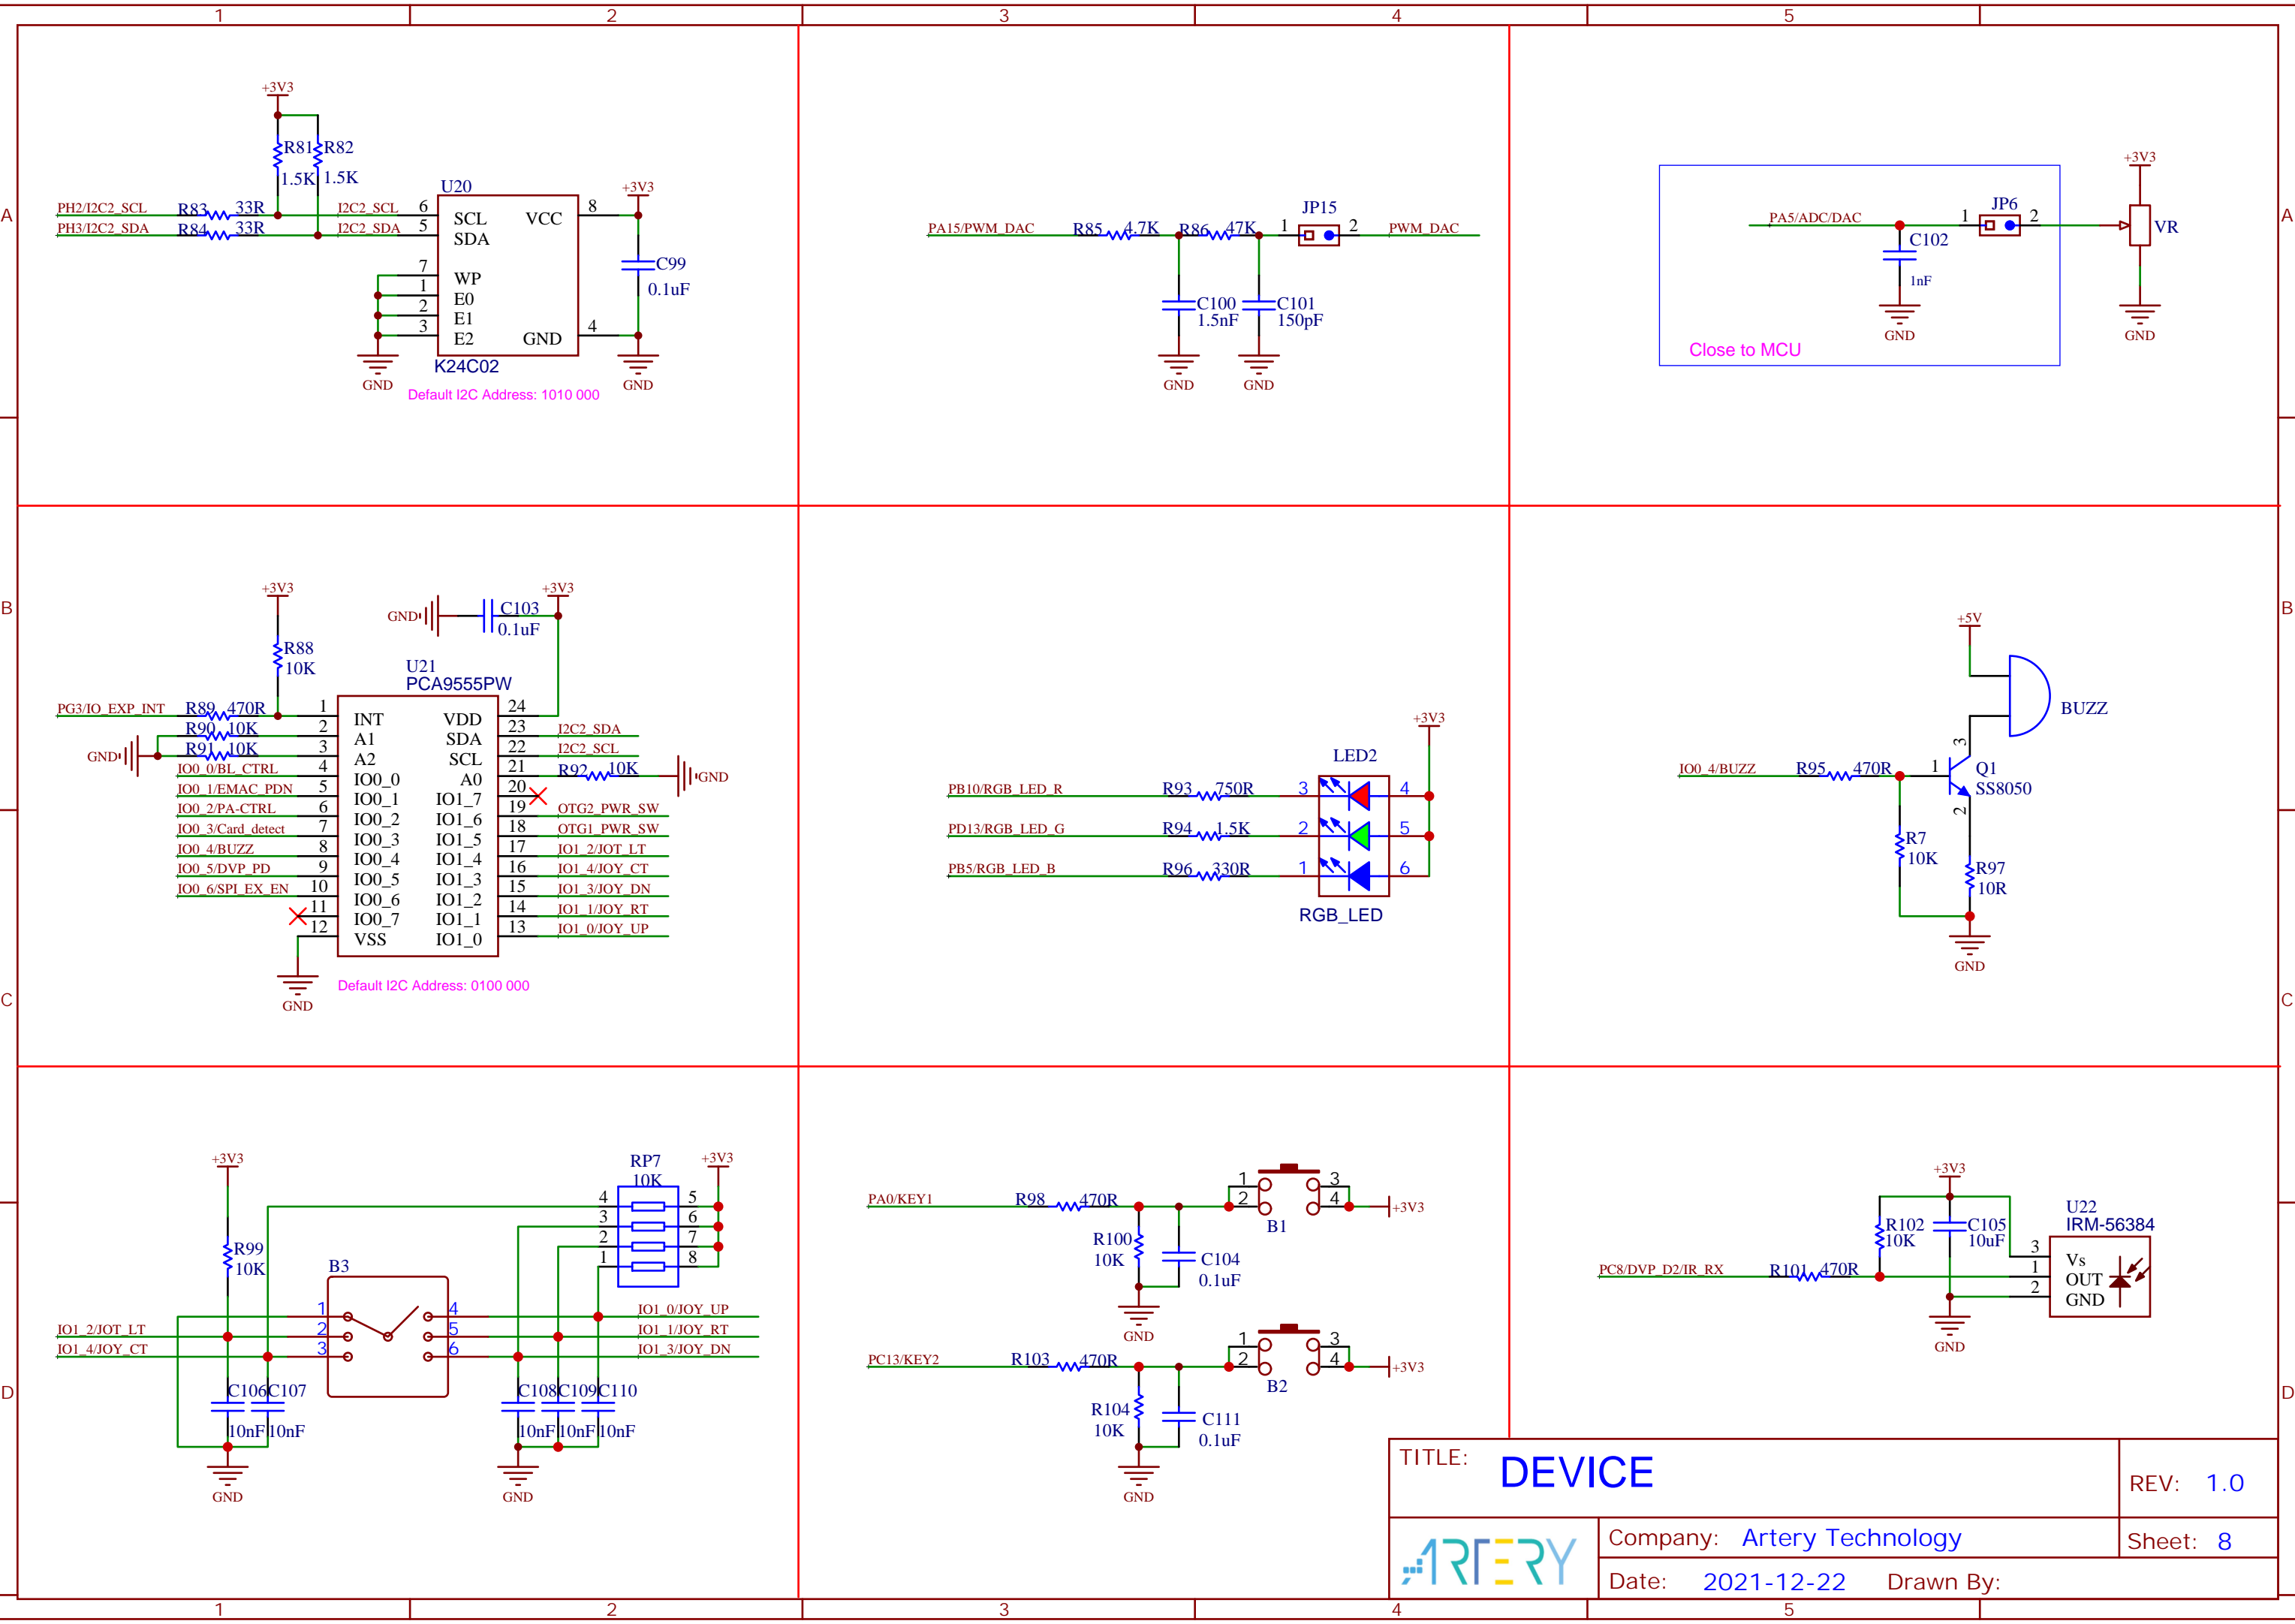 1 2 3 4 5
A
+3V3
R81 R82
1.5K 1.5K
U20
PH2/I2C2_SCL R83 33R I2C2_SCL 6 SCL VCC 8 +3V3
PH3/I2C2_SDA R84 33R I2C2_SDA 5 SDA
7 WP
1 E0
2 E1
3 E2 GND 4
C99
0.1uF
K24C02
GND GND
Default I2C Address: 1010 000
PA15/PWM_DAC R85 4.7K R86 47K 1 JP15 2 PWM_DAC
C100 C101
1.5nF 150pF
GND GND
PA5/ADC/DAC 1 JP6 2 +3V3
VR
C102
1nF
GND GND
Close to MCU
A
B
+3V3 +3V3
GND C103
0.1uF
R88
10K
U21
PCA9555PW
PG3/IO_EXP_INT R89 470R 1 INT VDD 24
R90 10K 2 A1 SDA 23 I2C2_SDA
GND R91 10K 3 A2 SCL 22 I2C2_SCL
IO0_0/BL_CTRL 4 IO0_0 A0 21 R92 10K GND
IO0_1/EMAC_PDN 5 IO0_1 IO1_7 20
IO0_2/PA-CTRL 6 IO0_2 IO1_6 19 OTG2_PWR_SW
IO0_3/Card_detect 7 IO0_3 IO1_5 18 OTG1_PWR_SW
IO0_4/BUZZ 8 IO0_4 IO1_4 17 IO1_2/JOT_LT
IO0_5/DVP_PD 9 IO0_5 IO1_3 16 IO1_4/JOY_CT
IO0_6/SPI_EX_EN 10 IO0_6 IO1_2 15 IO1_3/JOY_DN
11 IO0_7 IO1_1 14 IO1_1/JOY_RT
12 VSS IO1_0 13 IO1_0/JOY_UP
GND
Default I2C Address: 0100 000
+3V3
LED2
PB10/RGB_LED_R R93 750R 3 4
PD13/RGB_LED_G R94 1.5K 2 5
PB5/RGB_LED_B R96 330R 1 6
RGB_LED
+5V
BUZZ
3
IO0_4/BUZZ R95 470R 1 Q1
SS8050
2
R7
10K
R97
10R
GND
B
C
C
+3V3
RP7
10K
+3V3
4 5
3 6
2 7
1 8
R99
10K
B3
1 4 IO1_0/JOY_UP
IO1_2/JOT_LT 2 5 IO1_1/JOY_RT
IO1_4/JOY_CT 3 6 IO1_3/JOY_DN
C106 C107 C108 C109 C110
10nF 10nF 10nF 10nF 10nF
GND GND
PA0/KEY1 R98 470R 1 2 3 4 +3V3
B1
R100
10K
C104
0.1uF
GND
PC13/KEY2 R103 470R 1 2 3 4 +3V3
B2
R104
10K
C111
0.1uF
GND
+3V3
R102
10K
C105
10uF
U22
IRM-56384
3 Vs
PC8/DVP_D2/IR_RX R101 470R 1 OUT
2 GND
GND
D
D
TITLE: DEVICE
REV: 1.0
ARTERY
Company: Artery Technology
Sheet: 8
Date: 2021-12-22 Drawn By:
1 2 3 4 5